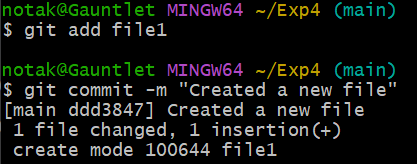 notak@Gauntlet MINGW64 ~/Exp4 (main)
$ git add file1
notak@Gauntlet MINGW64 ~/Exp4 (main)
$ git commit -m "Created a new file"
[main ddd3847] Created a new file
 1 file changed, 1 insertion(+)
 create mode 100644 file1